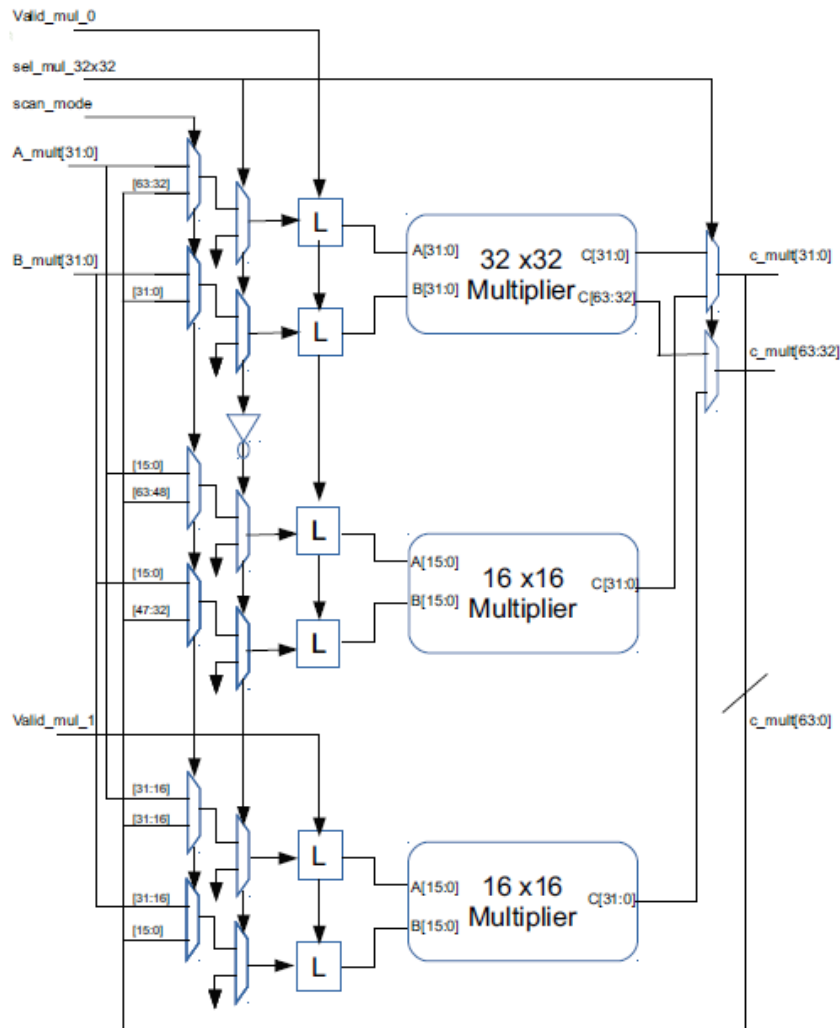 Valid_mul_0
sel_mul_32x32
scan_mode
A_mult[31:0]
[63:32]
B_mult[31:0]
[31:0]
L
L
A[31:0]
B[31:0]
32 x32
Multiplier
C[31:0]
C[63:32]
c_mult[31:0]
c_mult[63:32]
[15:0]
[63:48]
[15:0]
[47:32]
L
L
A[15:0]
B[15:0]
16 x16
Multiplier
C[31:0]
c_mult[63:0]
Valid_mul_1
[31:16]
[31:16]
[31:16]
[15:0]
L
L
A[15:0]
B[15:0]
16 x16
Multiplier
C[31:0]